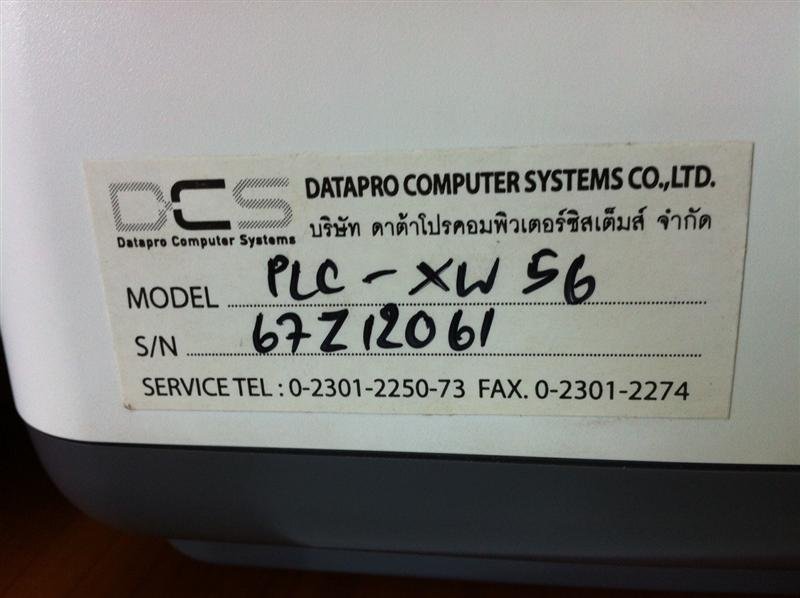 DCS
Datapro Computer Systems
DATAPRO COMPUTER SYSTEMS CO.,LTD.
บริษัท ดาต้าโปรคอมพิวเตอร์ซิสเต็มส์ จำกัด
MODEL PLC - XW 56
S/N 67Z12061
SERVICE TEL : 0-2301-2250-73 FAX. 0-2301-2274